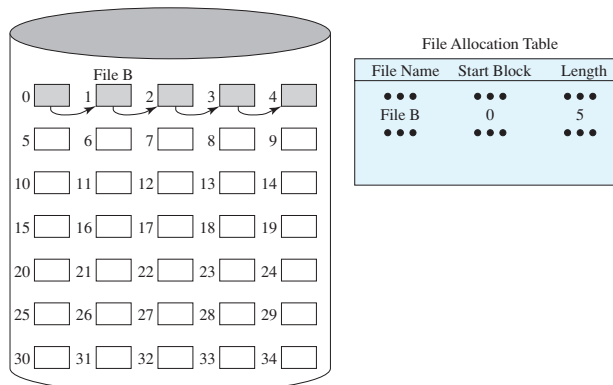 File B
0 1 2 3 4
5 6 7 8 9
10 11 12 13 14
15 16 17 18 19
20 21 22 23 24
25 26 27 28 29
30 31 32 33 34
File Allocation Table
File Name Start Block Length
••• ••• •••
File B 0 5
••• ••• •••